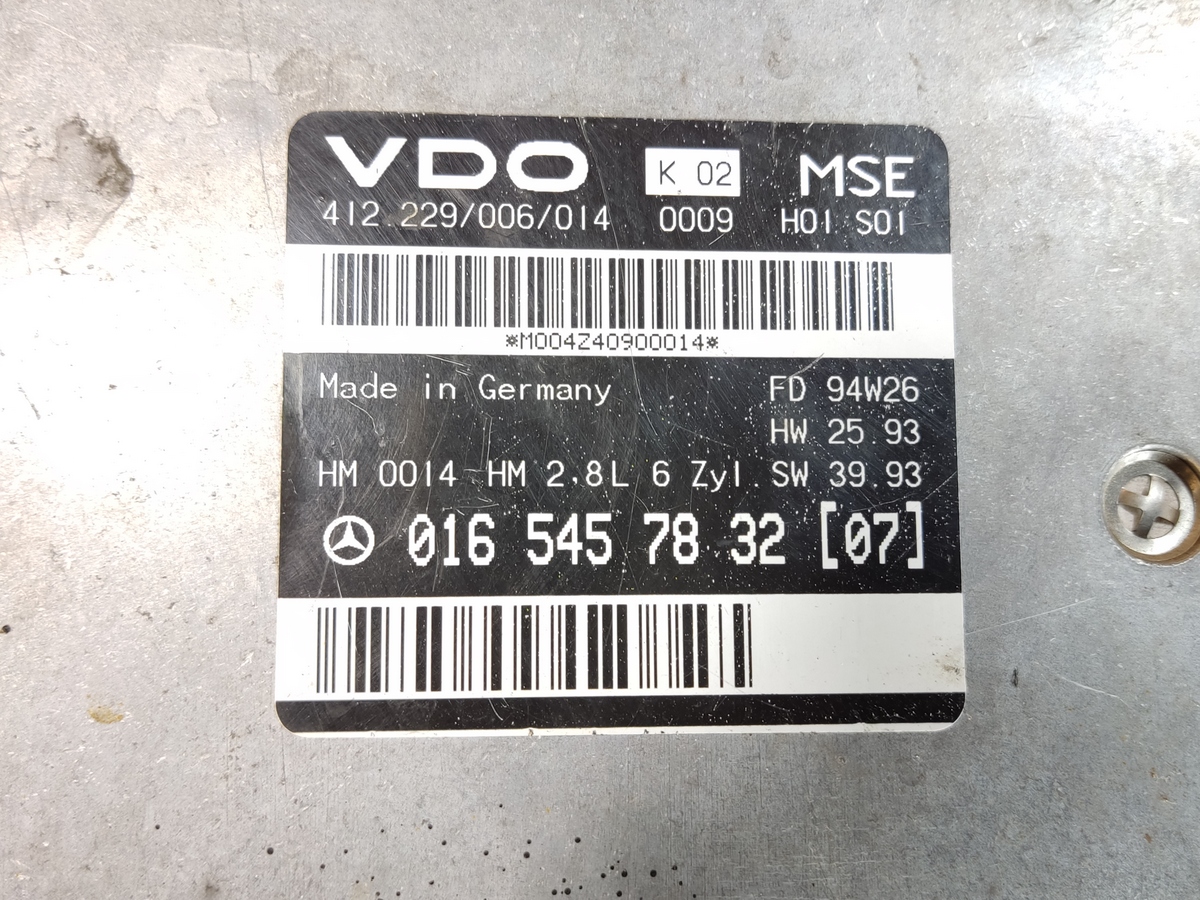 VDO K 02 MSE
412.229/006/014 0009 H01 S01
*M004Z40900014*
Made in Germany FD 94W26
HW 25.93
HM 0014 HM 2,8L 6 Zyl. SW 39.93
016 545 78 32 [07]